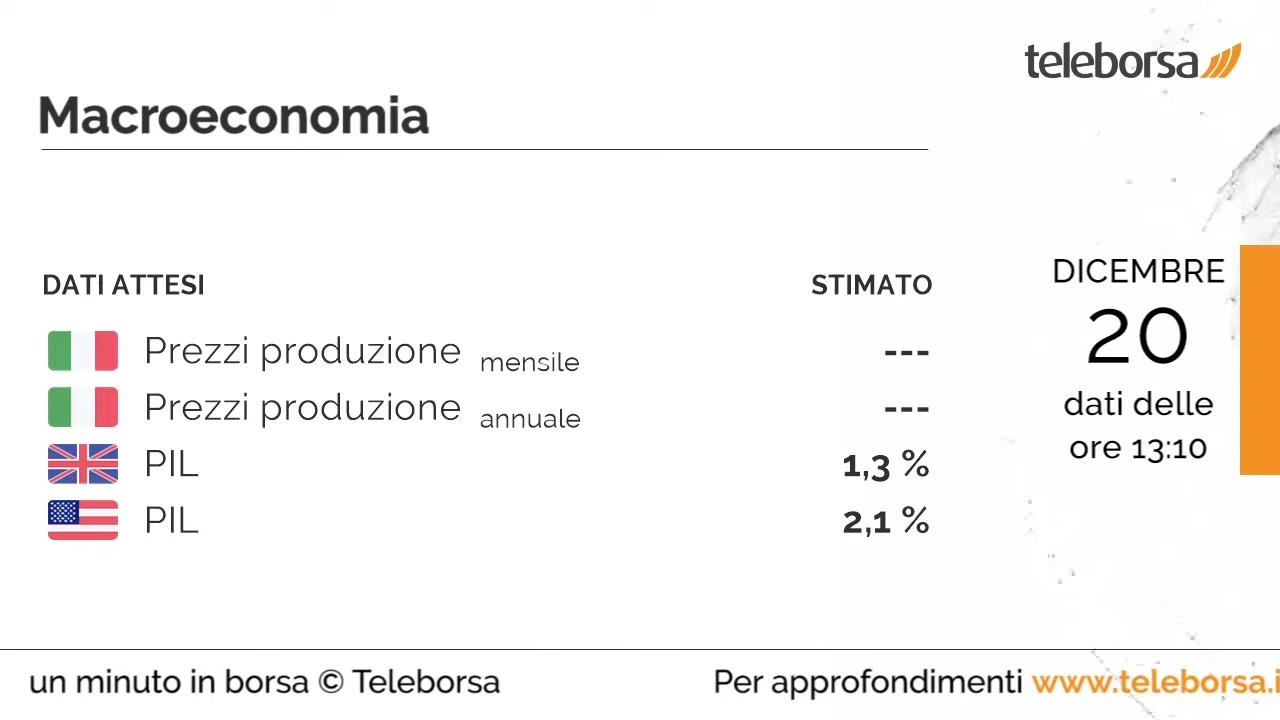 teleborsa
Macroeconomia
DATI ATTESI STIMATO
Prezzi produzione mensile ---
Prezzi produzione annuale ---
PIL 1,3 %
PIL 2,1 %
DICEMBRE
20
dati delle
ore 13:10
un minuto in borsa © Teleborsa Per approfondimenti www.teleborsa.i